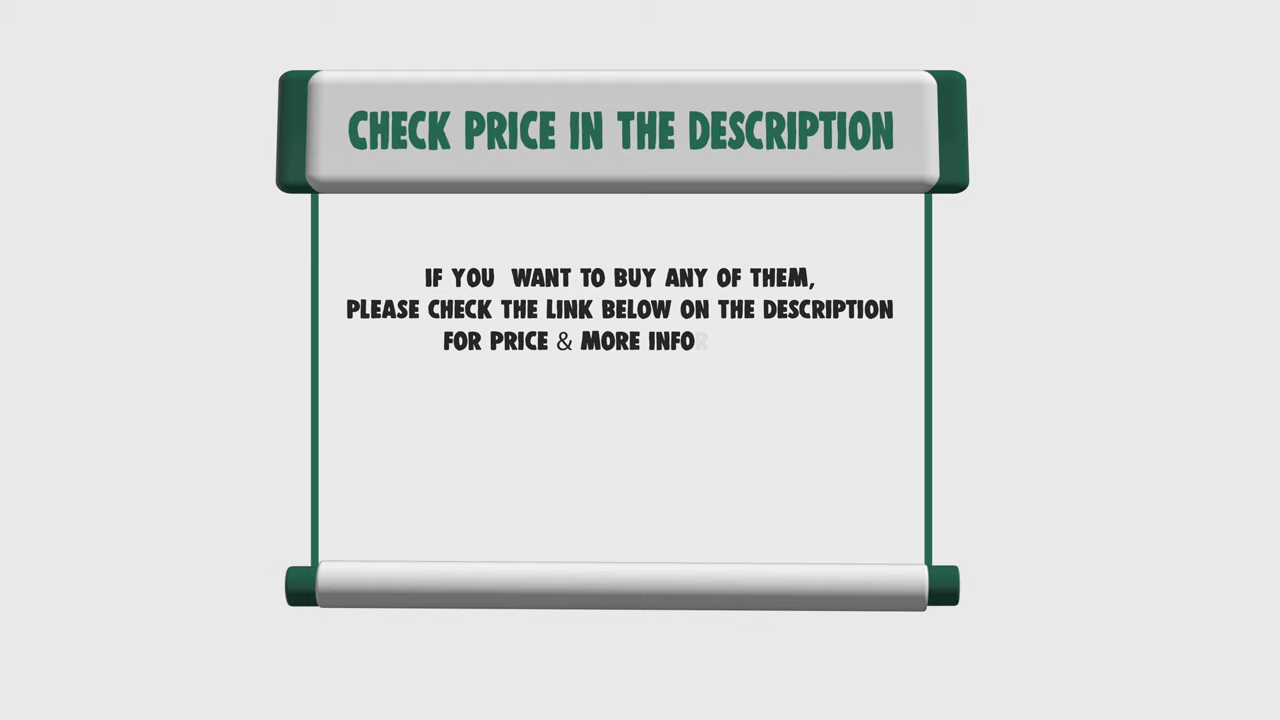 CHECK PRICE IN THE DESCRIPTION
IF YOU WANT TO BUY ANY OF THEM,
PLEASE CHECK THE LINK BELOW ON THE DESCRIPTION
FOR PRICE & MORE INFOR